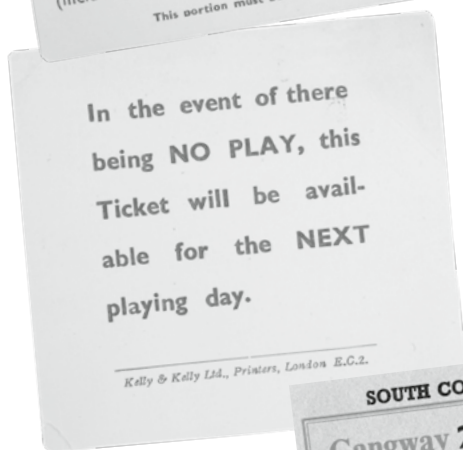 This portion must
In the event of there
being NO PLAY, this
Ticket will be avail-
able for the NEXT
playing day.
Kelly & Kelly Ltd., Printers, London E.C.2.
SOUTH CO
Gangway 7